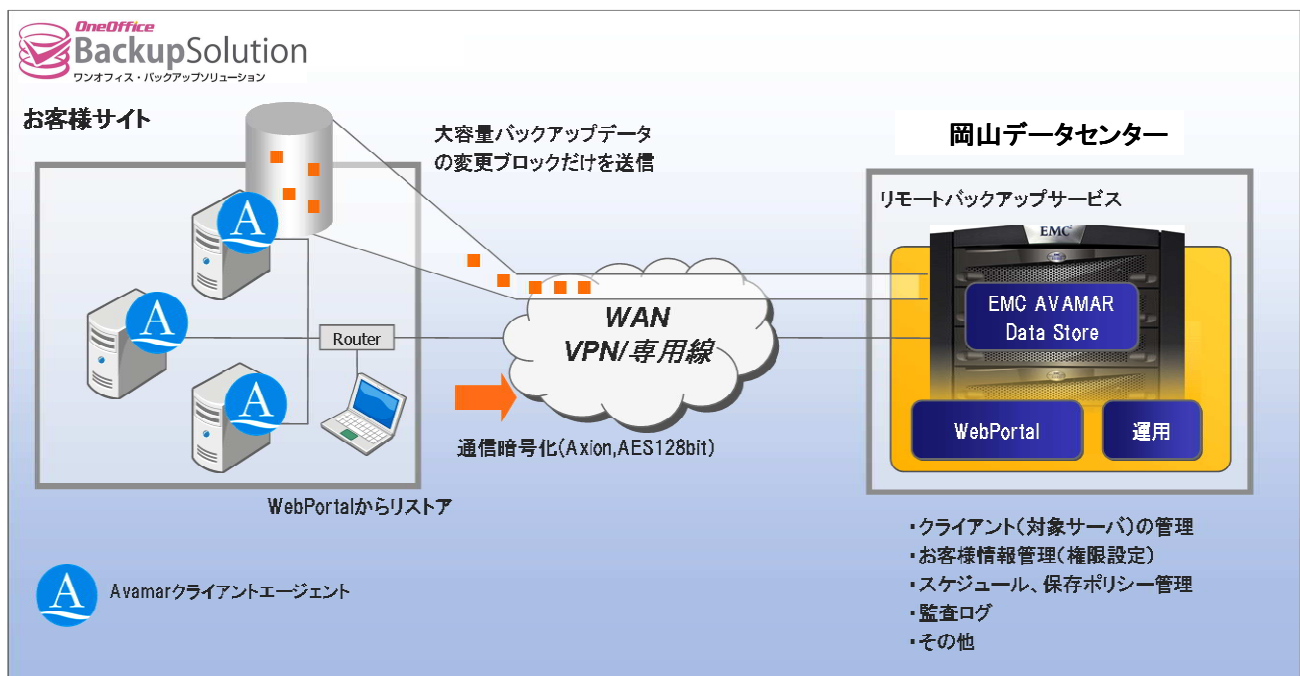 OneOffice
BackupSolution
ワンオフィス・バックアップソリューション
お客様サイト
大容量バックアップデータ
の変更ブロックだけを送信
岡山データセンター
リモートバックアップサービス
EMC²
EMC AVAMAR
Data Store
A
A
A
Router
WAN
VPN/専用線
通信暗号化(Axion,AES128bit)
WebPortal
運用
WebPortalからリストア
A
Avamarクライアントエージェント
・クライアント(対象サーバ)の管理
・お客様情報管理(権限設定)
・スケジュール、保存ポリシー管理
・監査ログ
・その他